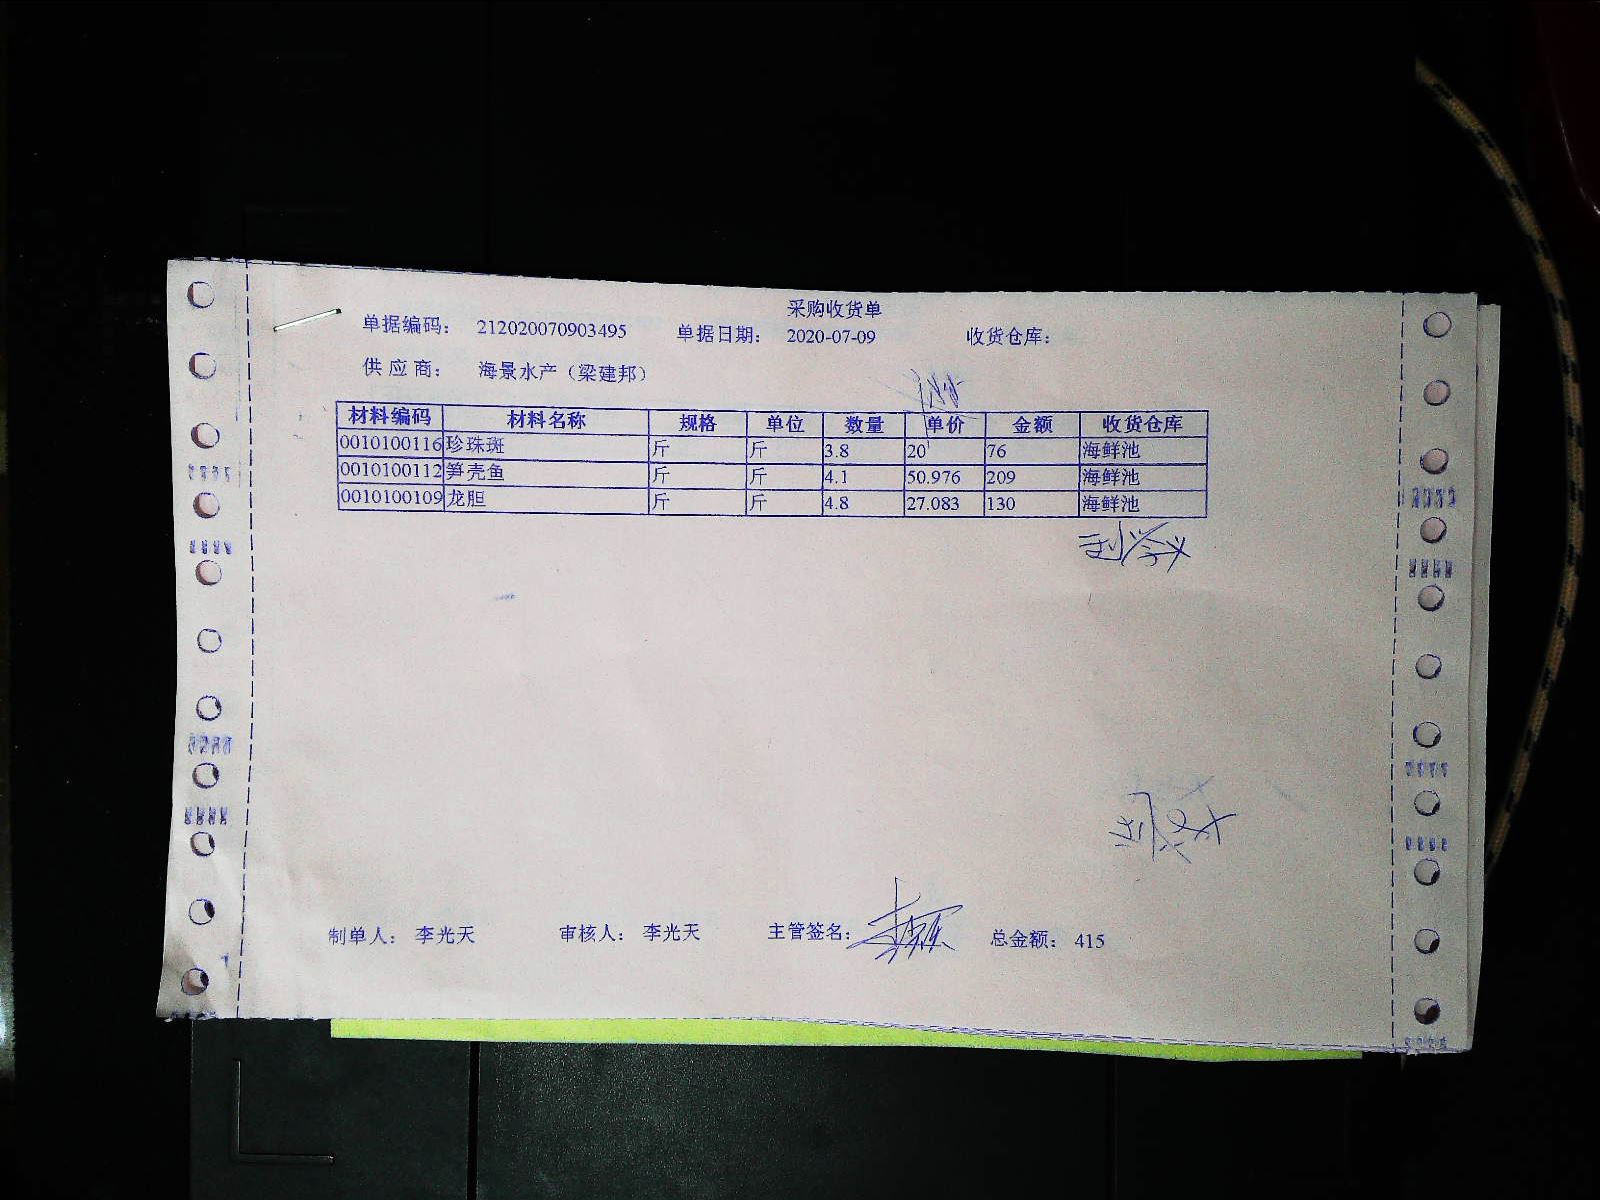 采购收货单
单据编码： 212020070903495 单据日期： 2020-07-09 收货仓库：
供 应 商： 海景水产（梁建邦）
材料编码 材料名称 规格 单位 数量 单价 金额 收货仓库
0010100116 珍珠斑 斤 斤 3.8 20 76 海鲜池
0010100112 笋壳鱼 斤 斤 4.1 50.976 209 海鲜池
0010100109 龙胆 斤 斤 4.8 27.083 130 海鲜池
制单人： 李光天 审核人： 李光天 主管签名： 总金额： 415